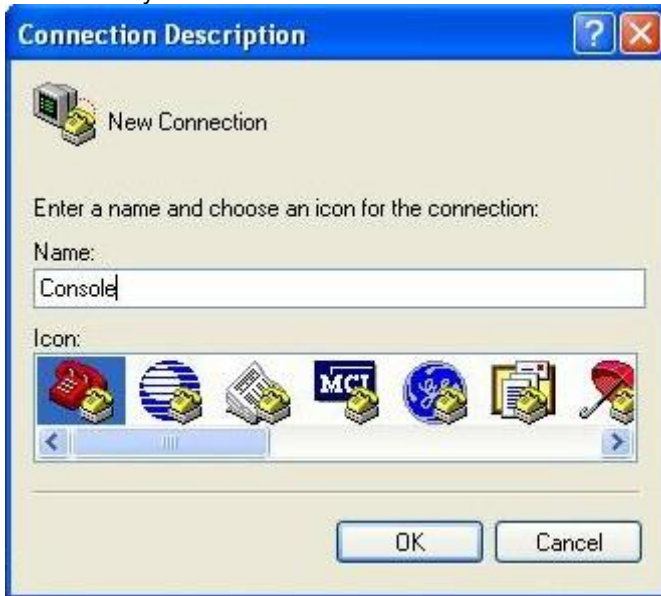 Connection Description
New Connection
Enter a name and choose an icon for the connection:
Name:
Console
Icon:
MCI
OK Cancel